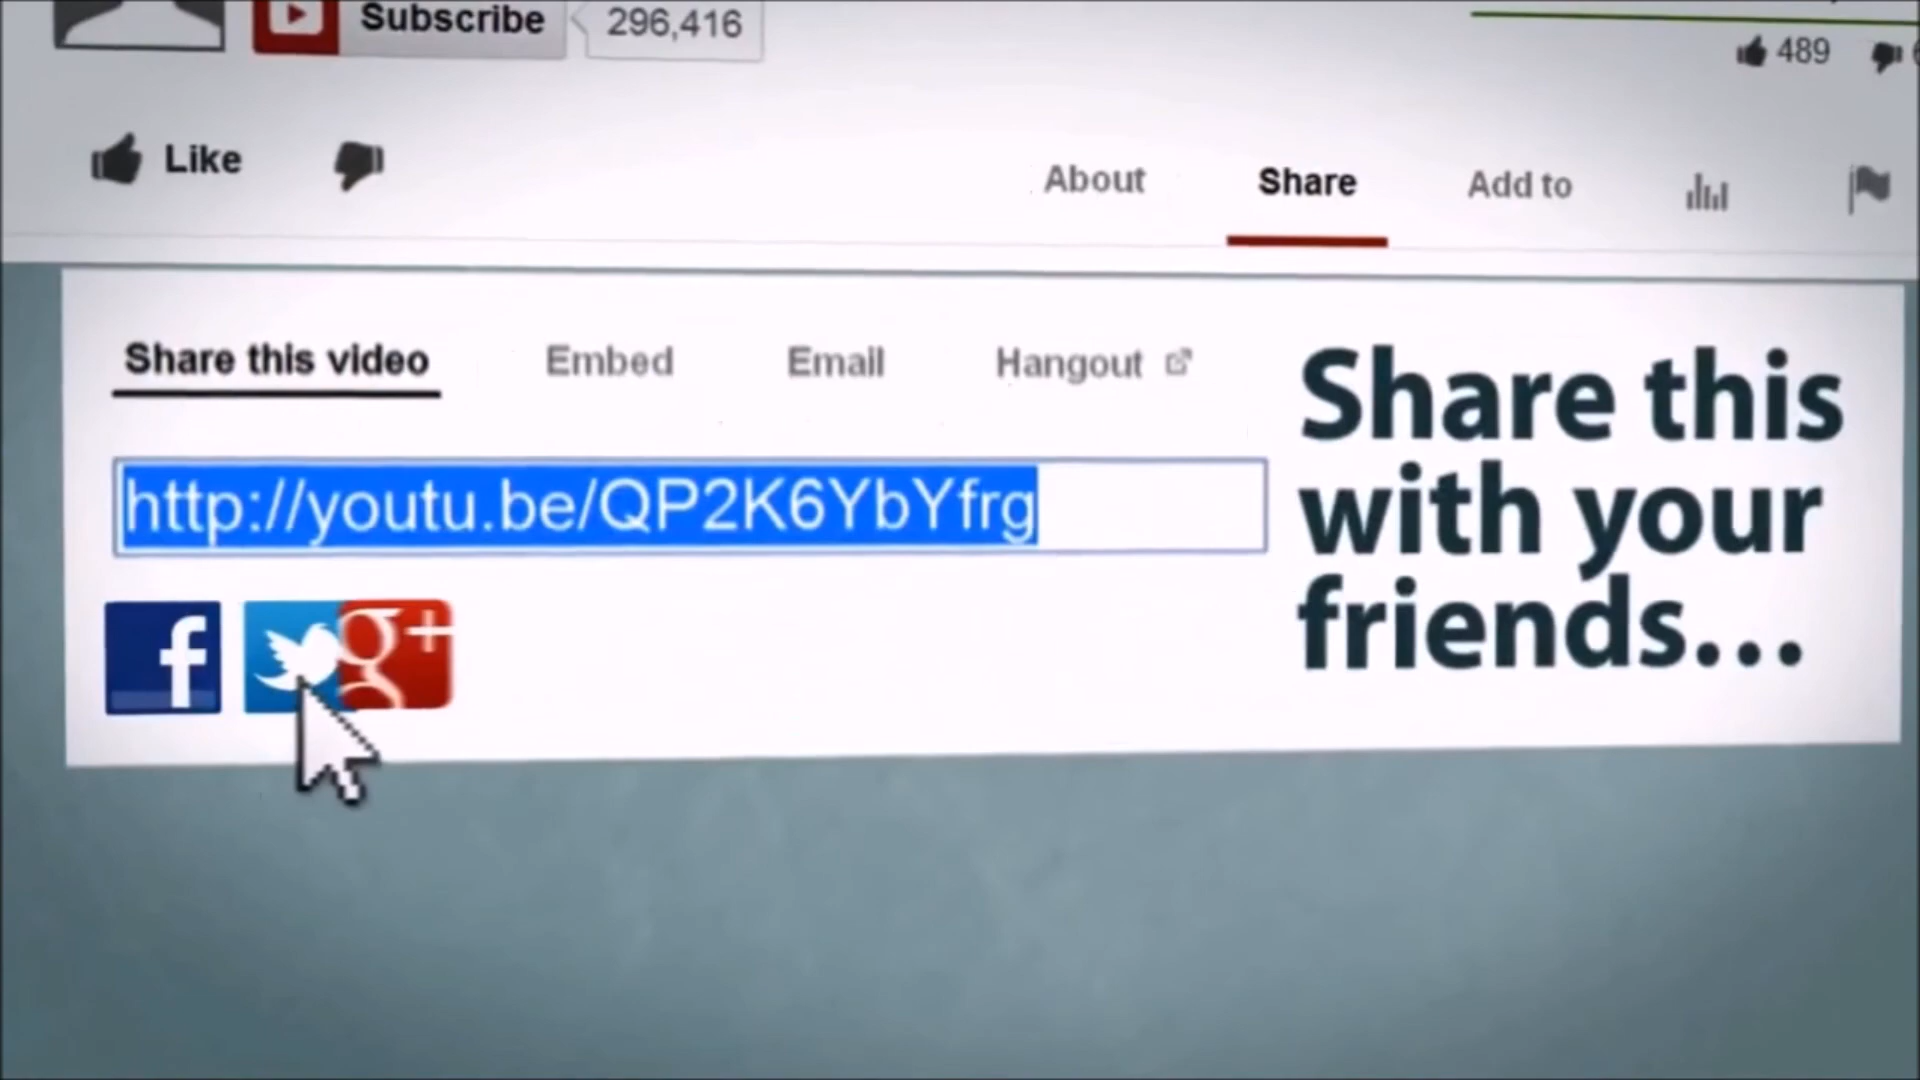 Subscribe 296,416
489
Like
About Share Add to
Share this video Embed Email Hangout
http://youtu.be/QP2K6YbYfrg
f g+
Share this
with your
friends...